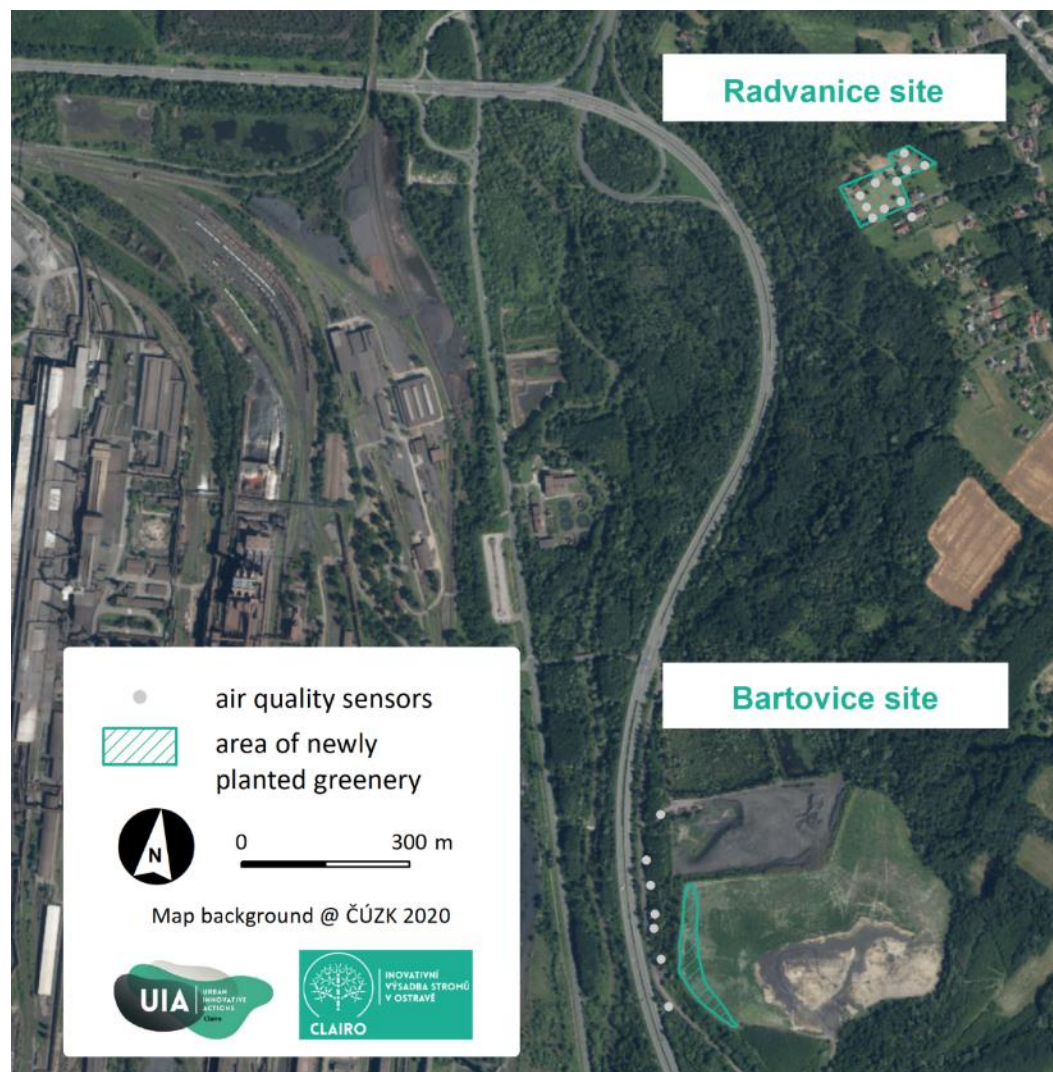 Radvanice site
Bartovice site
air quality sensors
area of newly
planted greenery
N
0 300 m
Map background @ ČÚZK 2020
UIA
URBAN
INNOVATIVE
ACTIONS
Clairo
CLAIRO
INOVATIVNÍ
VÝSADBA STROMŮ
V OSTRAVĚ